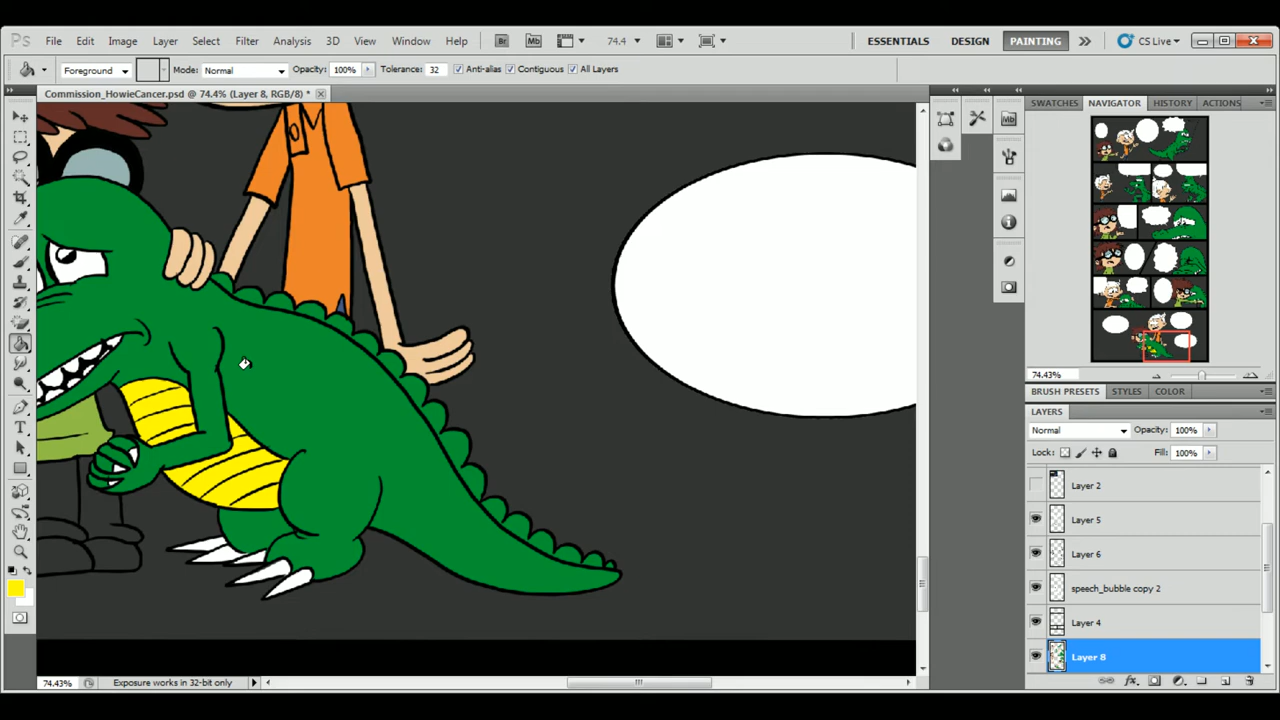 Ps File Edit Image Layer Select Filter Analysis 3D View Window Help Br Mb 74.4 ESSENTIALS DESIGN PAINTING CS Live
Foreground Mode: Normal Opacity: 100% Tolerance: 32 Anti-alias Contiguous All Layers
Commission_HowieCancer.psd @ 74.4% (Layer 8, RGB/8) *
SWATCHES NAVIGATOR HISTORY ACTIONS
Mb
74.43%
BRUSH PRESETS STYLES COLOR
LAYERS
Normal Opacity: 100%
Lock: Fill: 100%
Layer 2
Layer 5
Layer 6
speech_bubble copy 2
Layer 4
Layer 8
74.43% Exposure works in 32-bit only